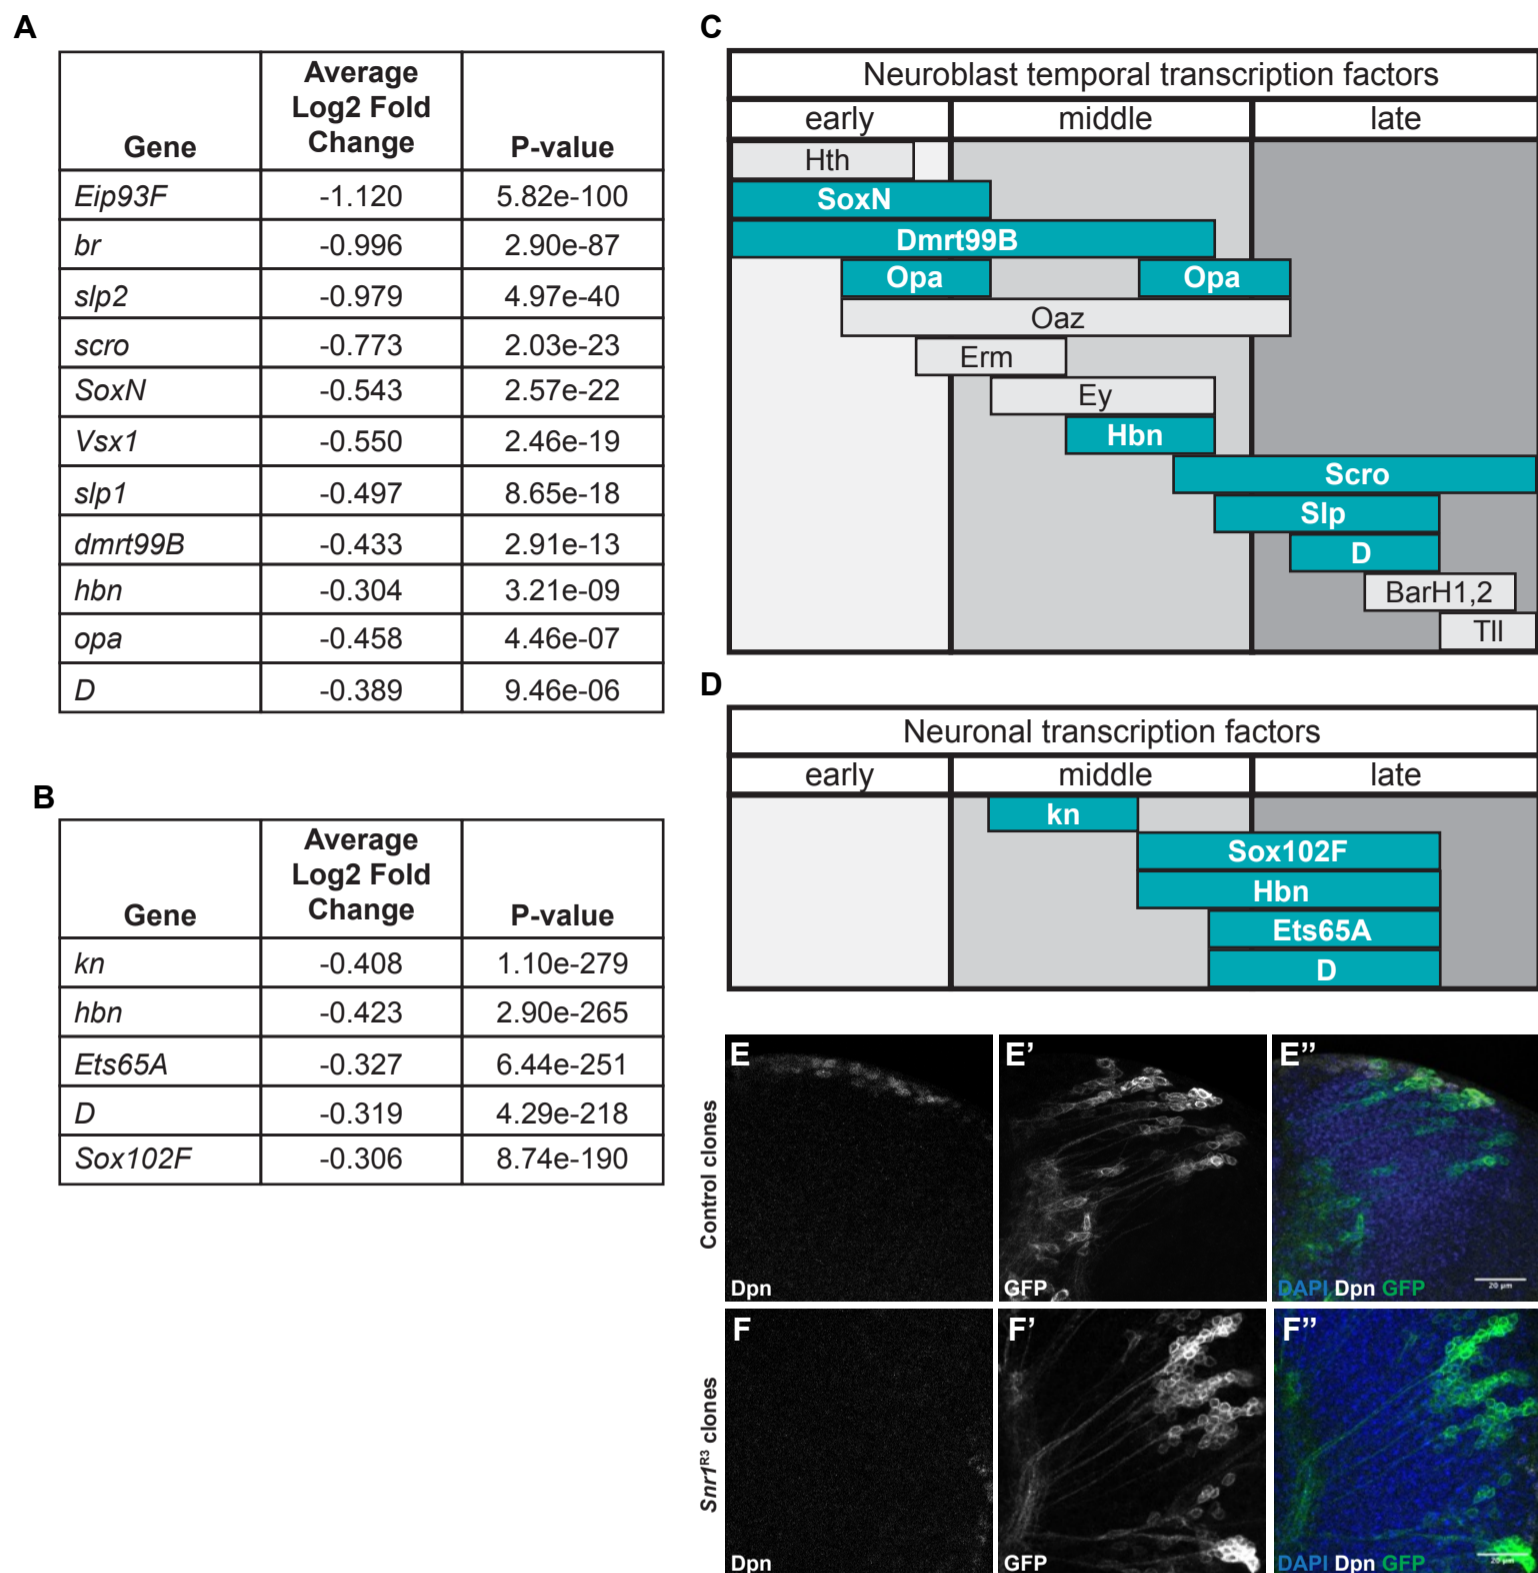 A
Gene Average Log2 Fold Change P-value
Eip93F -1.120 5.82e-100
br -0.996 2.90e-87
slp2 -0.979 4.97e-40
scro -0.773 2.03e-23
SoxN -0.543 2.57e-22
Vsx1 -0.550 2.46e-19
slp1 -0.497 8.65e-18
dmrt99B -0.433 2.91e-13
hbn -0.304 3.21e-09
opa -0.458 4.46e-07
D -0.389 9.46e-06
B
Gene Average Log2 Fold Change P-value
kn -0.408 1.10e-279
hbn -0.423 2.90e-265
Ets65A -0.327 6.44e-251
D -0.319 4.29e-218
Sox102F -0.306 8.74e-190
C
Neuroblast temporal transcription factors
early middle late
Hth
SoxN
Dmrt99B
Opa Opa
Oaz
Erm
Ey
Hbn
Scro
Slp
D
BarH1,2
Tll
D
Neuronal transcription factors
early middle late
kn
Sox102F
Hbn
Ets65A
D
Control clones
E E’ E”
Dpn GFP DAPI Dpn GFP
20 µm
Snr1R3 clones
F F’ F”
Dpn GFP DAPI Dpn GFP
20 µm